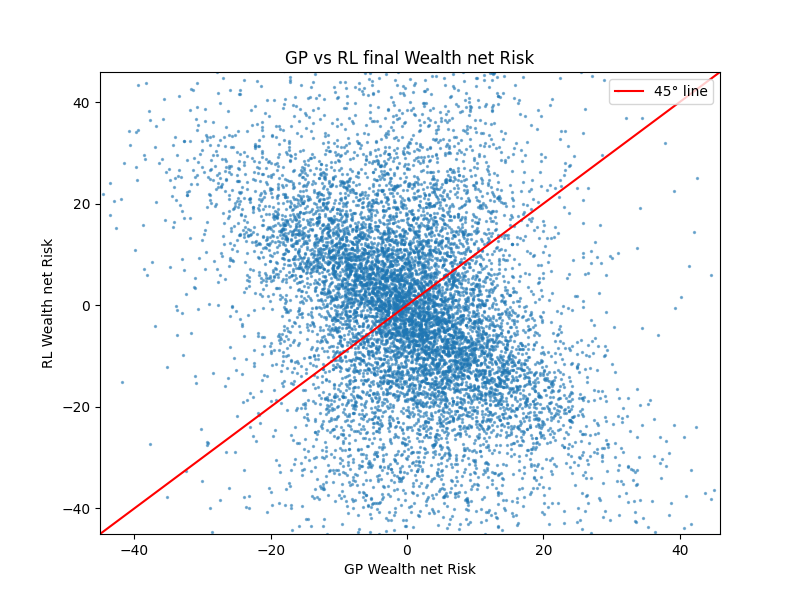 GP vs RL final Wealth net Risk
45° line
RL Wealth net Risk
40
20
0
−20
−40
−40 −20 0 20 40
GP Wealth net Risk